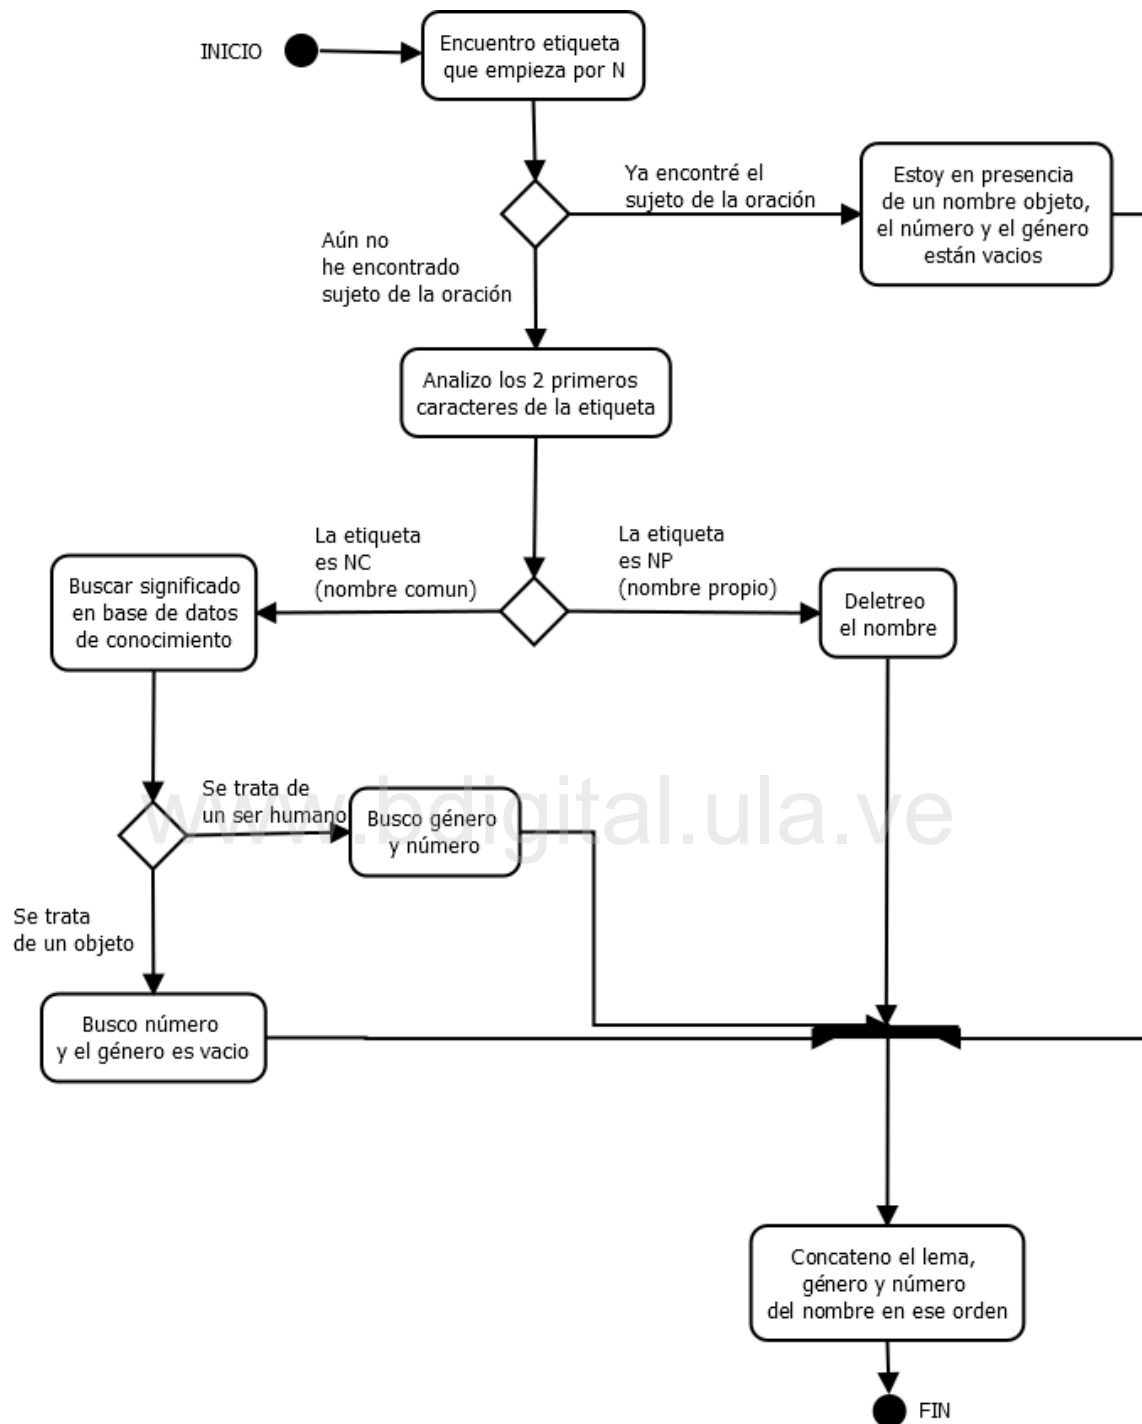 INICIO
Encuentro etiqueta
que empieza por N
Ya encontré el
sujeto de la oración
Estoy en presencia
de un nombre objeto,
el número y el género
están vacios
Aún no
he encontrado
sujeto de la oración
Analizo los 2 primeros
caracteres de la etiqueta
La etiqueta
es NC
(nombre comun)
La etiqueta
es NP
(nombre propio)
Buscar significado
en base de datos
de conocimiento
Deletreo
el nombre
Se trata de
un ser humano
Busco género
y número
www.bdigital.ula.ve
Se trata
de un objeto
Busco número
y el género es vacio
Concateno el lema,
género y número
del nombre en ese orden
FIN